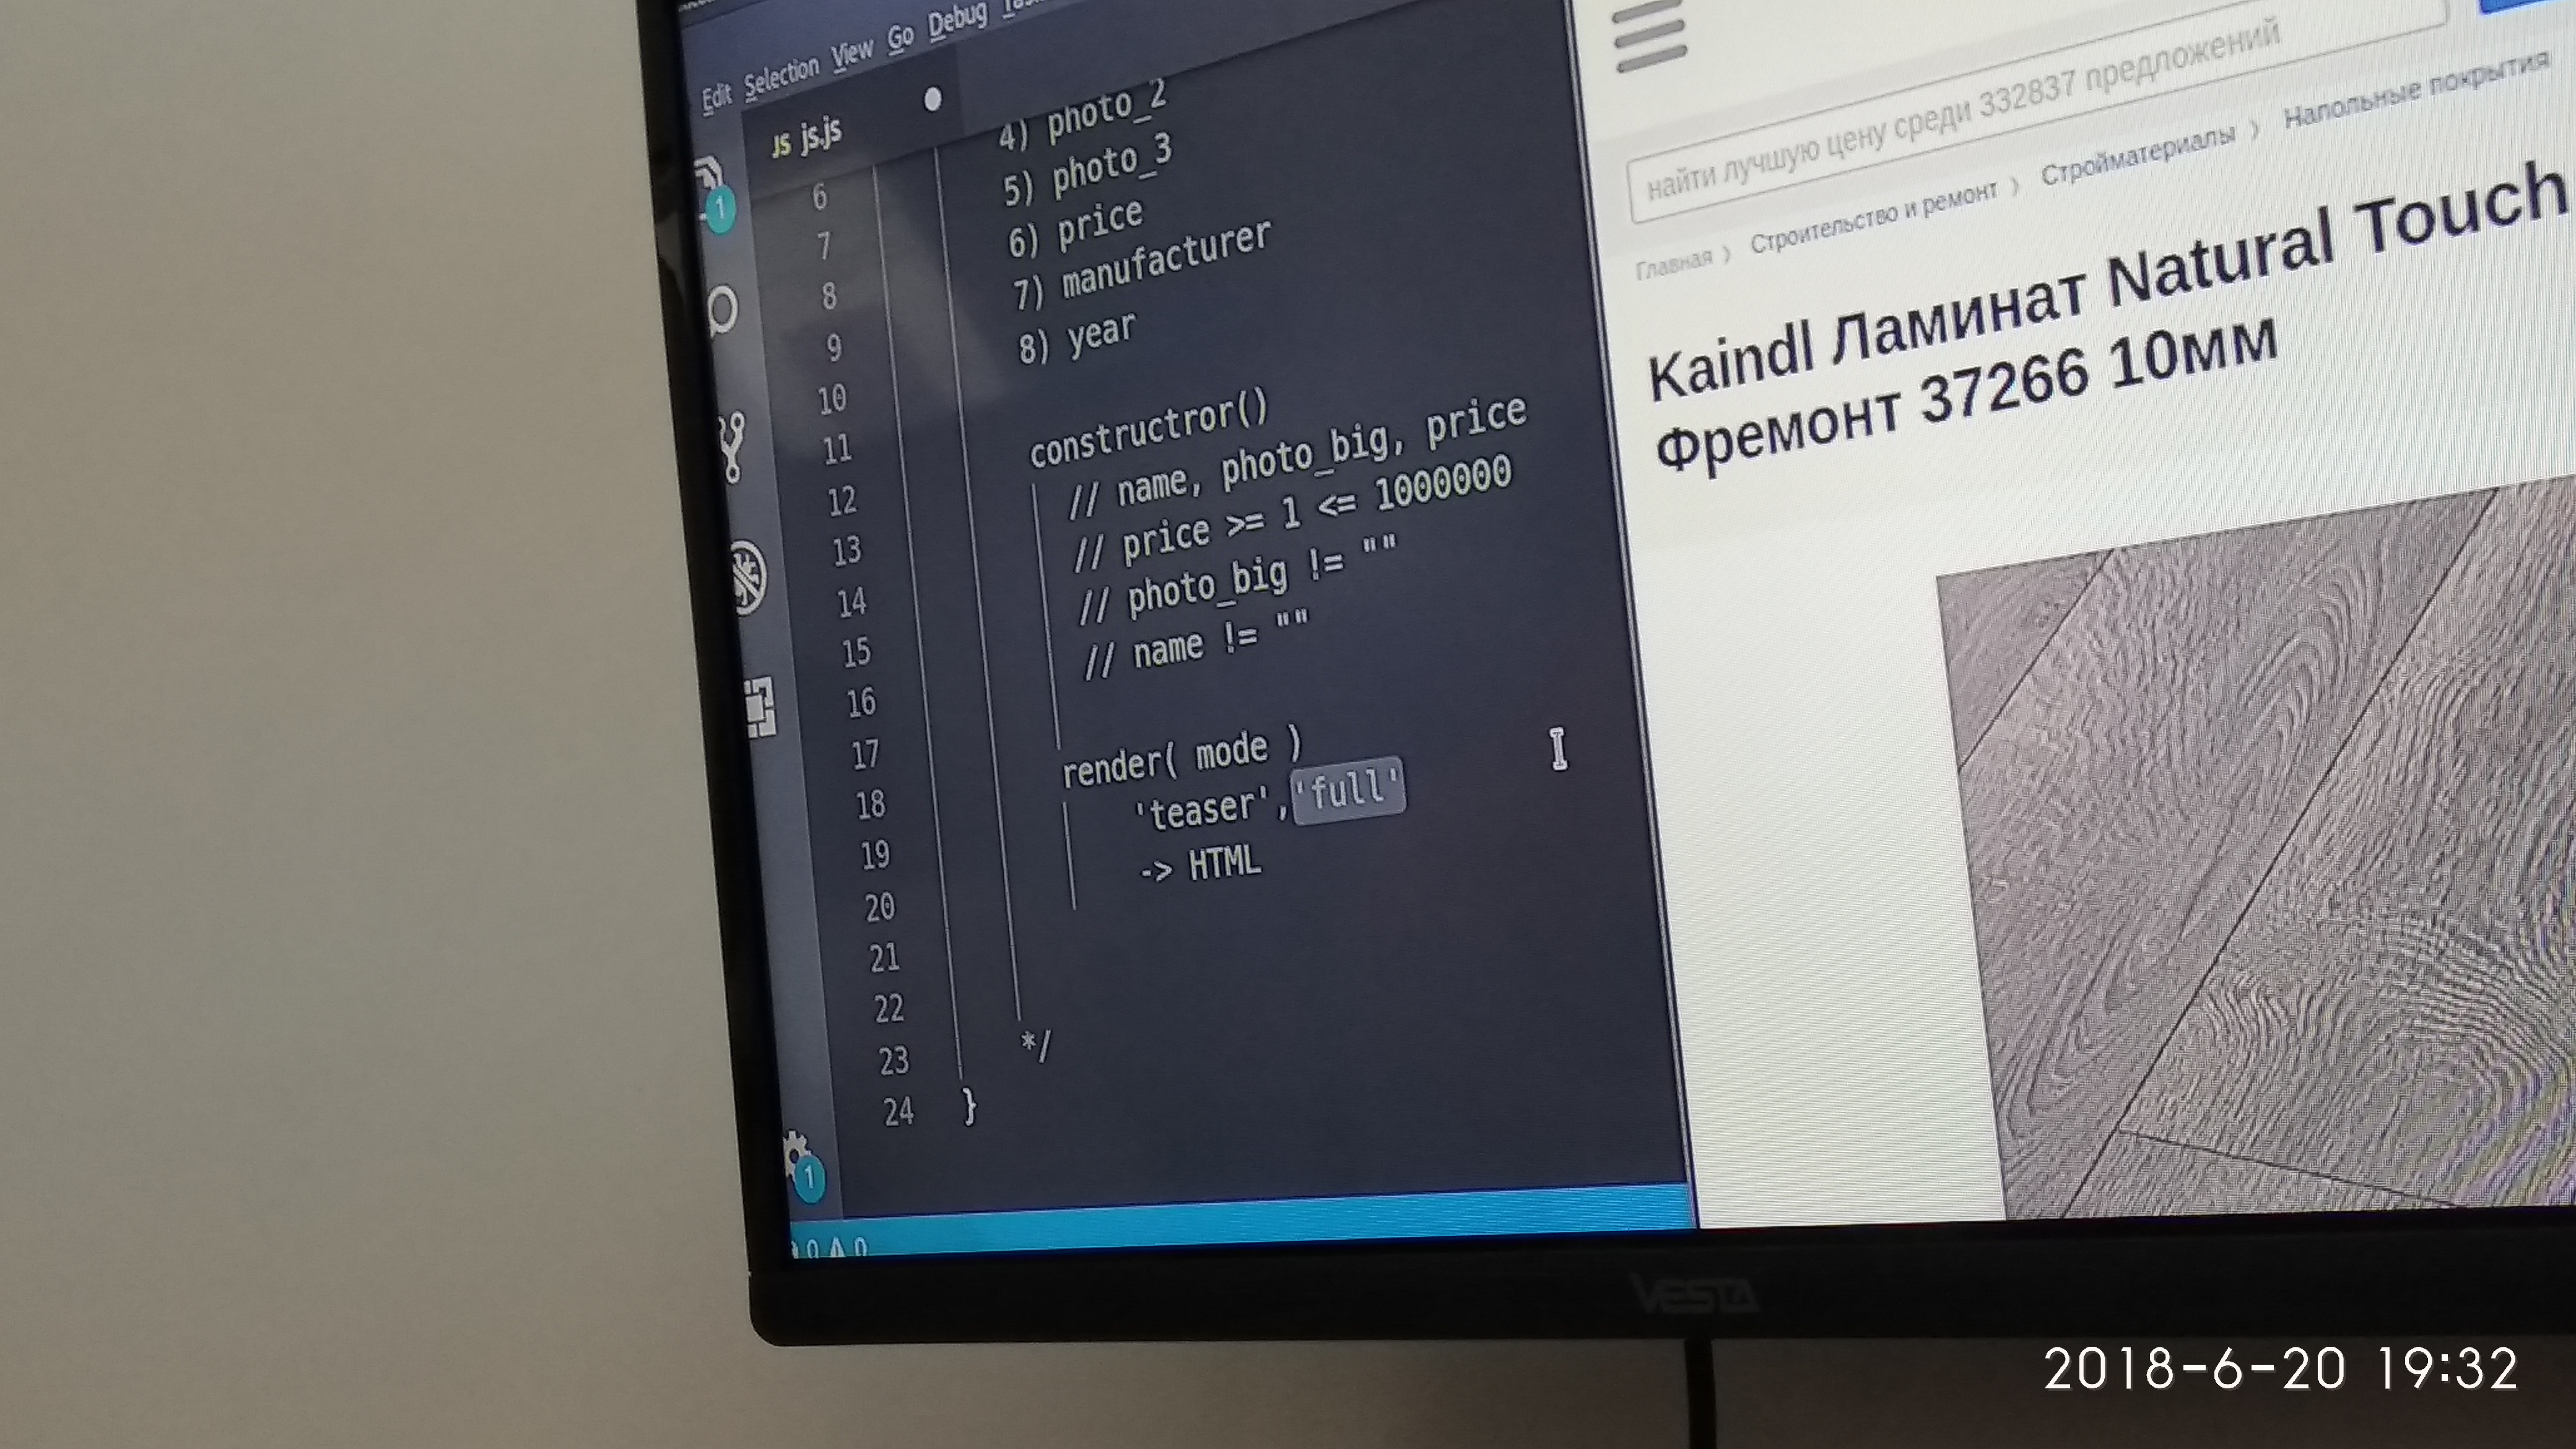 Edit Selection View Go Debug
JS js.js
1
6
7
8
9
10
11
12
13
14
15
16
17
18
19
20
21
22
23
24
4) photo_2
5) photo_3
6) price
7) manufacturer
8) year
constructror()
// name, photo_big, price
// price >= 1 <= 1000000
// photo_big != ""
// name != ""
render( mode )
'teaser','full'
-> HTML
*/
}
1
0 0
найти лучшую цену среди 332837 предложений
Главная > Строительство и ремонт > Стройматериалы > Напольные покрытия
Kaindl Ламинат Natural Touch
Фремонт 37266 10мм
VESTA
2018-6-20 19:32